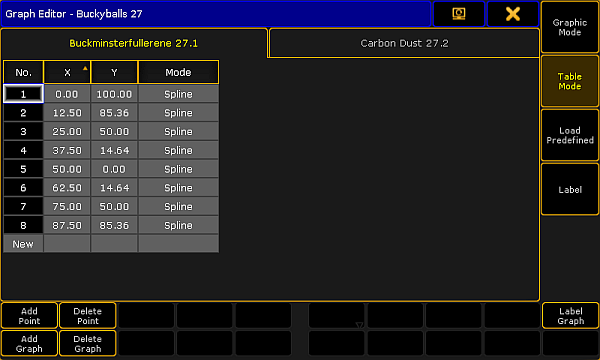 Graph Editor - Buckyballs 27
Graphic Mode
Buckminsterfullerene 27.1
Carbon Dust 27.2
Table Mode
No. X Y Mode
1 0.00 100.00 Spline
2 12.50 85.36 Spline
3 25.00 50.00 Spline
4 37.50 14.64 Spline
5 50.00 0.00 Spline
6 62.50 14.64 Spline
7 75.00 50.00 Spline
8 87.50 85.36 Spline
New
Load Predefined
Label
Add Point
Delete Point
Label Graph
Add Graph
Delete Graph